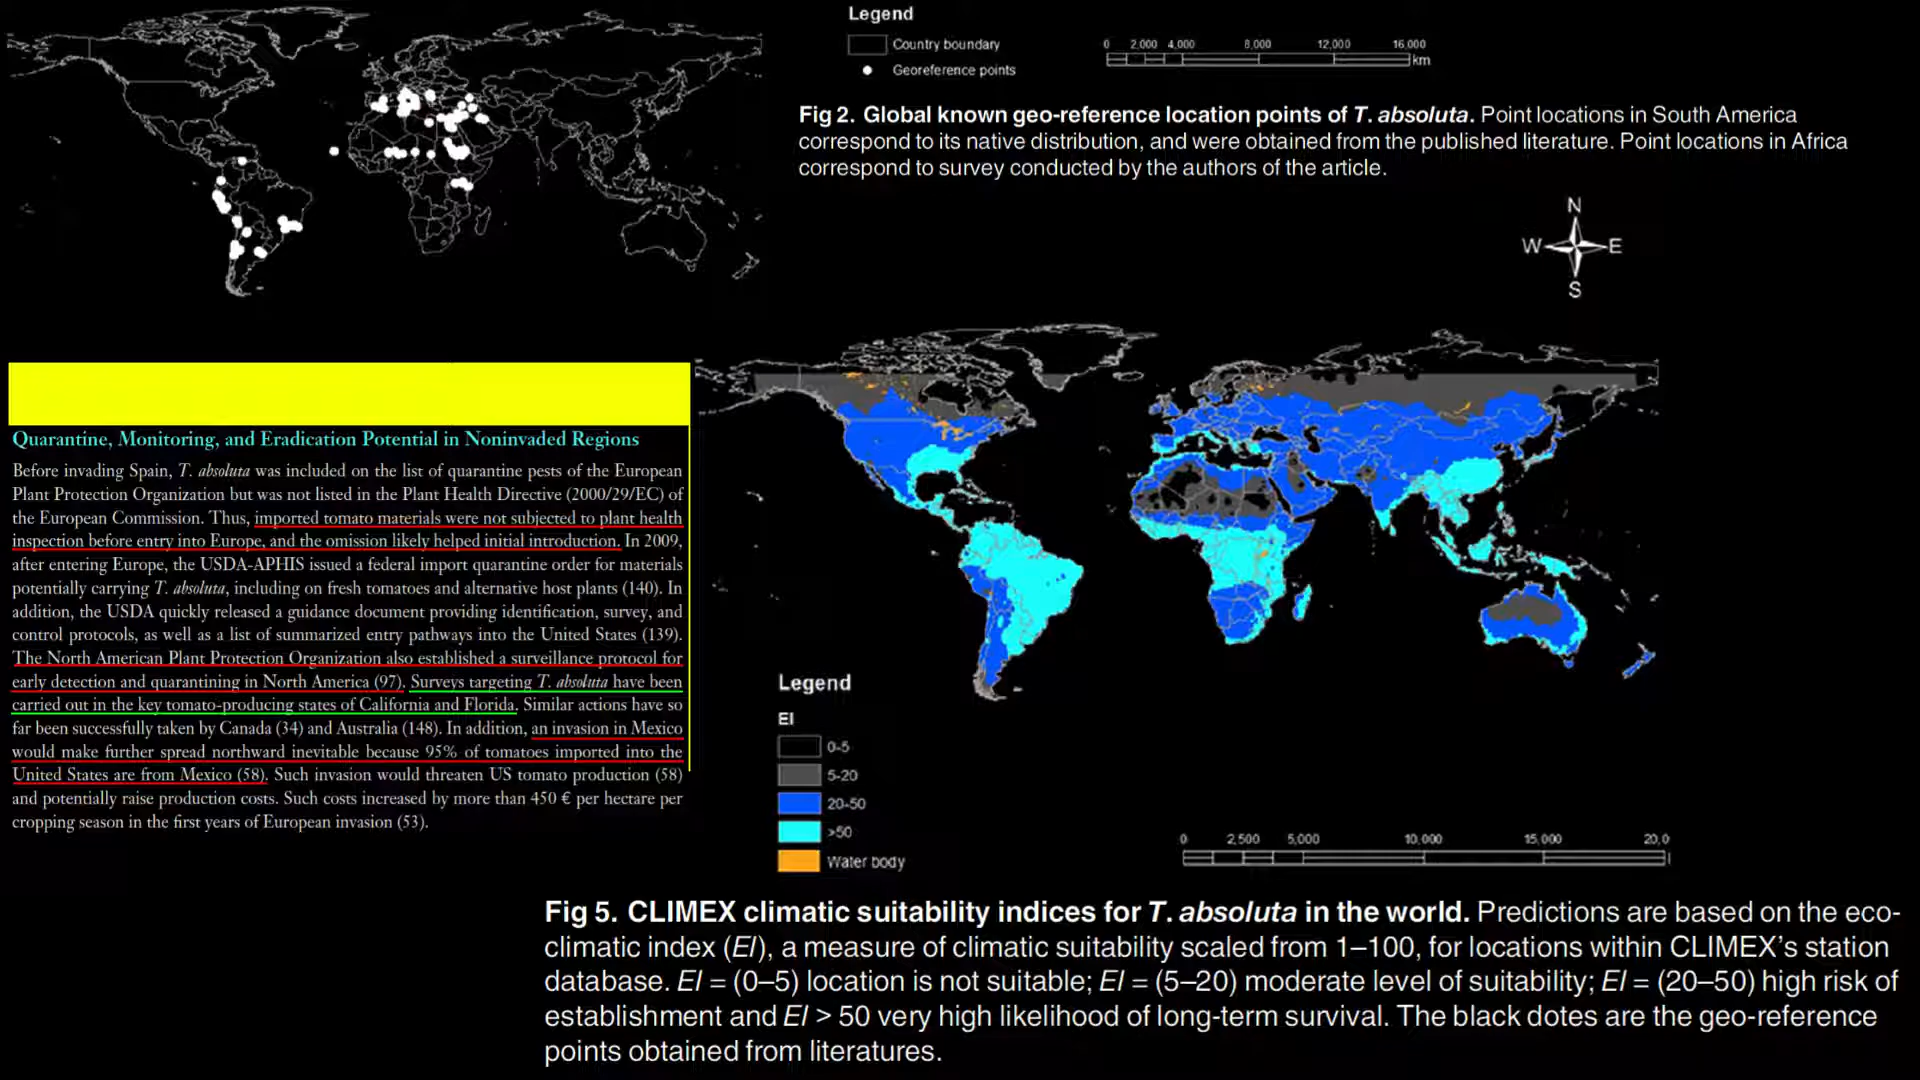 Legend
Country boundary
Georeference points
0 2,000 4,000 8,000 12,000 16,000
km
Fig 2. Global known geo-reference location points of T. absoluta. Point locations in South America
correspond to its native distribution, and were obtained from the published literature. Point locations in Africa
correspond to survey conducted by the authors of the article.
N
W E
S
Quarantine, Monitoring, and Eradication Potential in Noninvaded Regions
Before invading Spain, T. absoluta was included on the list of quarantine pests of the European
Plant Protection Organization but was not listed in the Plant Health Directive (2000/29/EC) of
the European Commission. Thus, imported tomato materials were not subjected to plant health
inspection before entry into Europe, and the omission likely helped initial introduction. In 2009,
after entering Europe, the USDA-APHIS issued a federal import quarantine order for materials
potentially carrying T. absoluta, including on fresh tomatoes and alternative host plants (140). In
addition, the USDA quickly released a guidance document providing identification, survey, and
control protocols, as well as a list of summarized entry pathways into the United States (139).
The North American Plant Protection Organization also established a surveillance protocol for
early detection and quarantining in North America (97). Surveys targeting T. absoluta have been
carried out in the key tomato-producing states of California and Florida. Similar actions have so
far been successfully taken by Canada (34) and Australia (148). In addition, an invasion in Mexico
would make further spread northward inevitable because 95% of tomatoes imported into the
United States are from Mexico (58). Such invasion would threaten US tomato production (58)
and potentially raise production costs. Such costs increased by more than 450 € per hectare per
cropping season in the first years of European invasion (53).
Legend
EI
0-5
5-20
20-50
>50
Water body
0 2,500 5,000 10,000 15,000 20,0
Fig 5. CLIMEX climatic suitability indices for T. absoluta in the world. Predictions are based on the eco-
climatic index (EI), a measure of climatic suitability scaled from 1–100, for locations within CLIMEX's station
database. EI = (0–5) location is not suitable; EI = (5–20) moderate level of suitability; EI = (20–50) high risk of
establishment and EI > 50 very high likelihood of long-term survival. The black dotes are the geo-reference
points obtained from literatures.